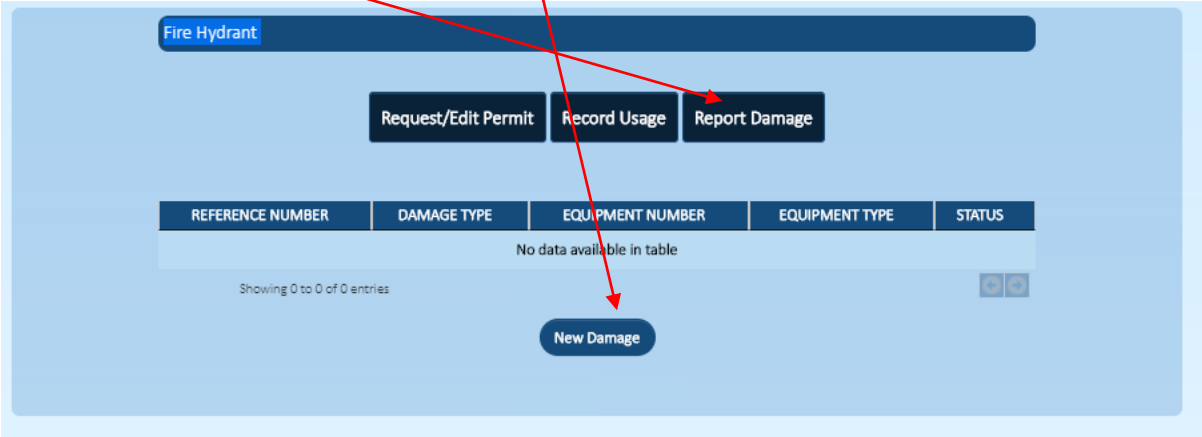 Fire Hydrant
Request/Edit Permit Record Usage Report Damage
REFERENCE NUMBER DAMAGE TYPE EQUIPMENT NUMBER EQUIPMENT TYPE STATUS
No data available in table
Showing 0 to 0 of 0 entries
New Damage